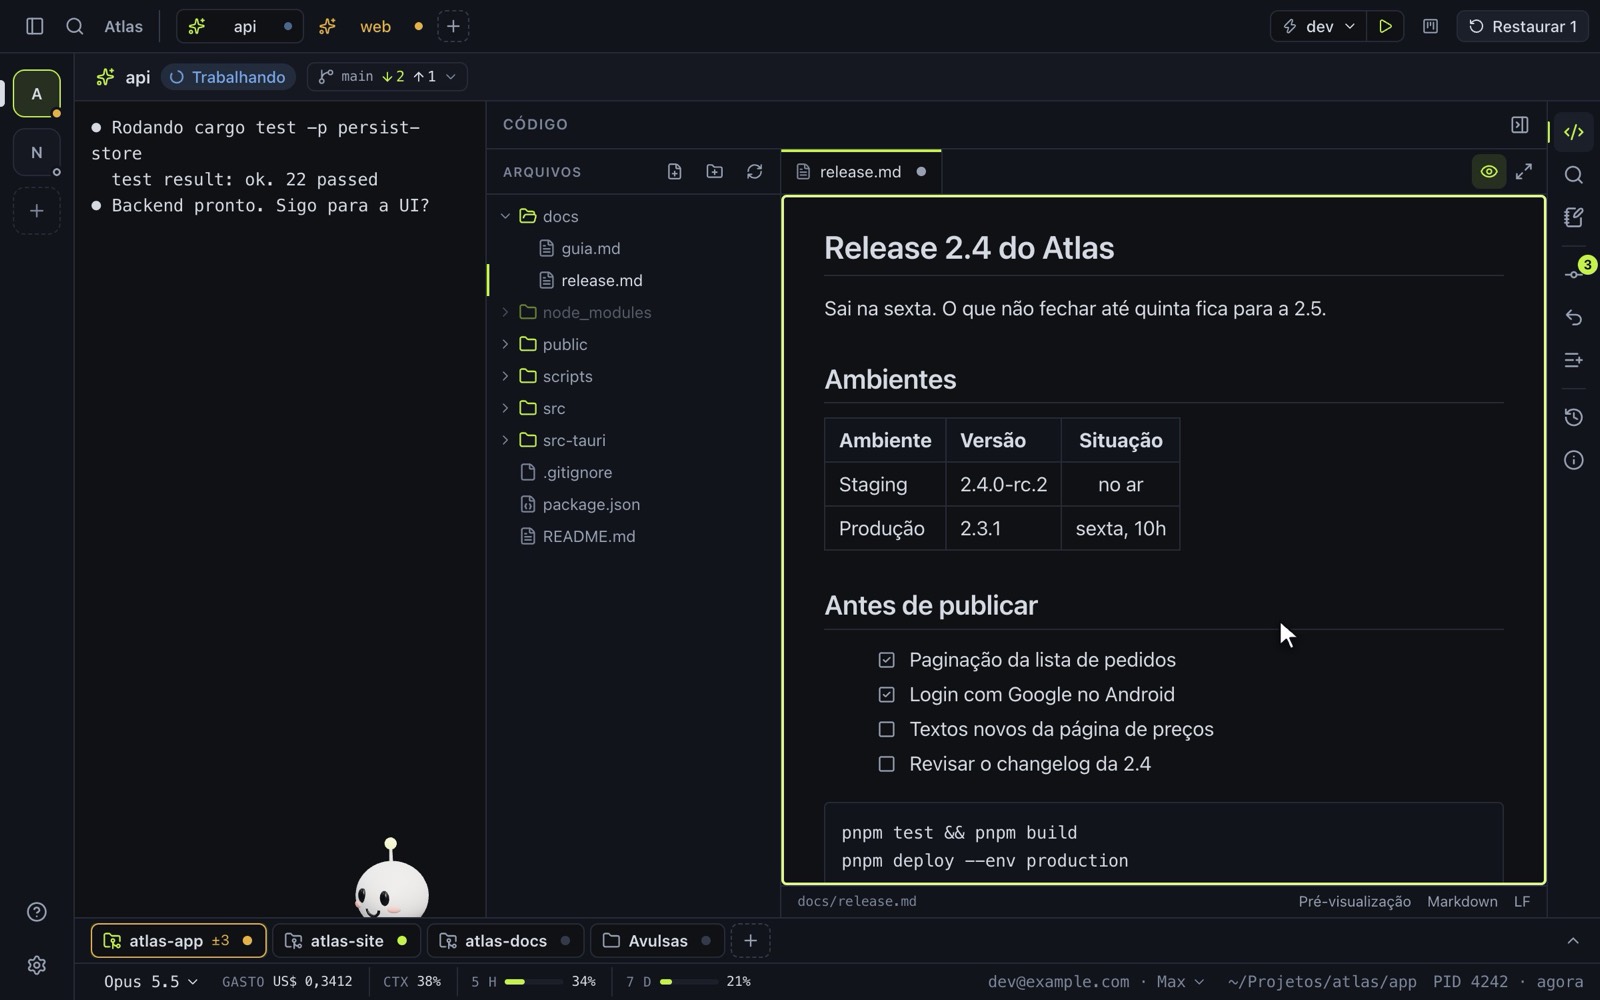 Atlas
api
web
dev
Restaurar 1
A
N
api
Trabalhando
main ↓2 ↑1
● Rodando cargo test -p persist-
store
test result: ok. 22 passed
● Backend pronto. Sigo para a UI?
CÓDIGO
ARQUIVOS
docs
guia.md
release.md
node_modules
public
scripts
src
src-tauri
.gitignore
package.json
README.md
release.md
Release 2.4 do Atlas
Sai na sexta. O que não fechar até quinta fica para a 2.5.
Ambientes
Ambiente Versão Situação
Staging 2.4.0-rc.2 no ar
Produção 2.3.1 sexta, 10h
Antes de publicar
Paginação da lista de pedidos
Login com Google no Android
Textos novos da página de preços
Revisar o changelog da 2.4
pnpm test && pnpm build
pnpm deploy --env production
docs/release.md
Pré-visualização Markdown LF
3
atlas-app ±3
atlas-site
atlas-docs
Avulsas
Opus 5.5 GASTO US$ 0,3412 CTX 38% 5 H 34% 7 D 21%
dev@example.com · Max ~/Projetos/atlas/app PID 4242 · agora